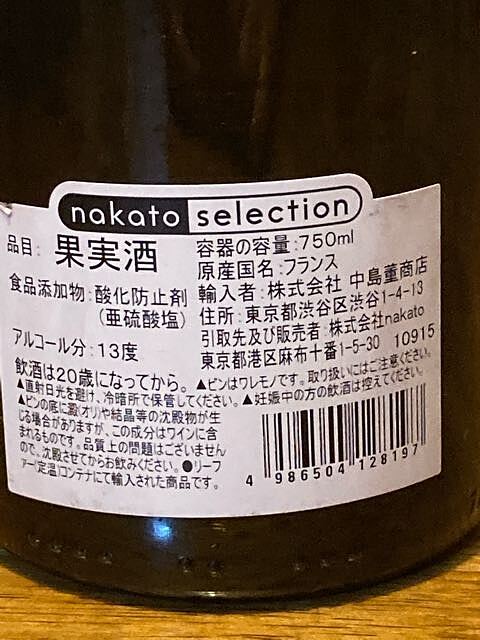 nakato selection
品目: 果実酒
食品添加物:酸化防止剤
(亜硫酸塩)
アルコール分:13度
容器の容量:750ml
原産国名:フランス
輸入者:株式会社 中島董商店
住所:東京都渋谷区渋谷1-4-13
引取先及び販売者:株式会社nakato
東京都港区麻布十番1-5-30 10915
飲酒は20歳になってから。▲ビンはワレモノです。取り扱いにはご注意ください。
▲直射日光を避け、冷暗所で保管してください。▲妊娠中の方の飲酒は控えてください。
▲ビンの底に澱(オリ)や結晶等の沈殿物が生
じる場合がありますが、この成分はワインに含
まれるものです。品質上の問題はございません
ので、沈殿させてからお飲みください。●リーフ
ァー(定温)コンテナにて輸入された商品です。
4 986504 128197